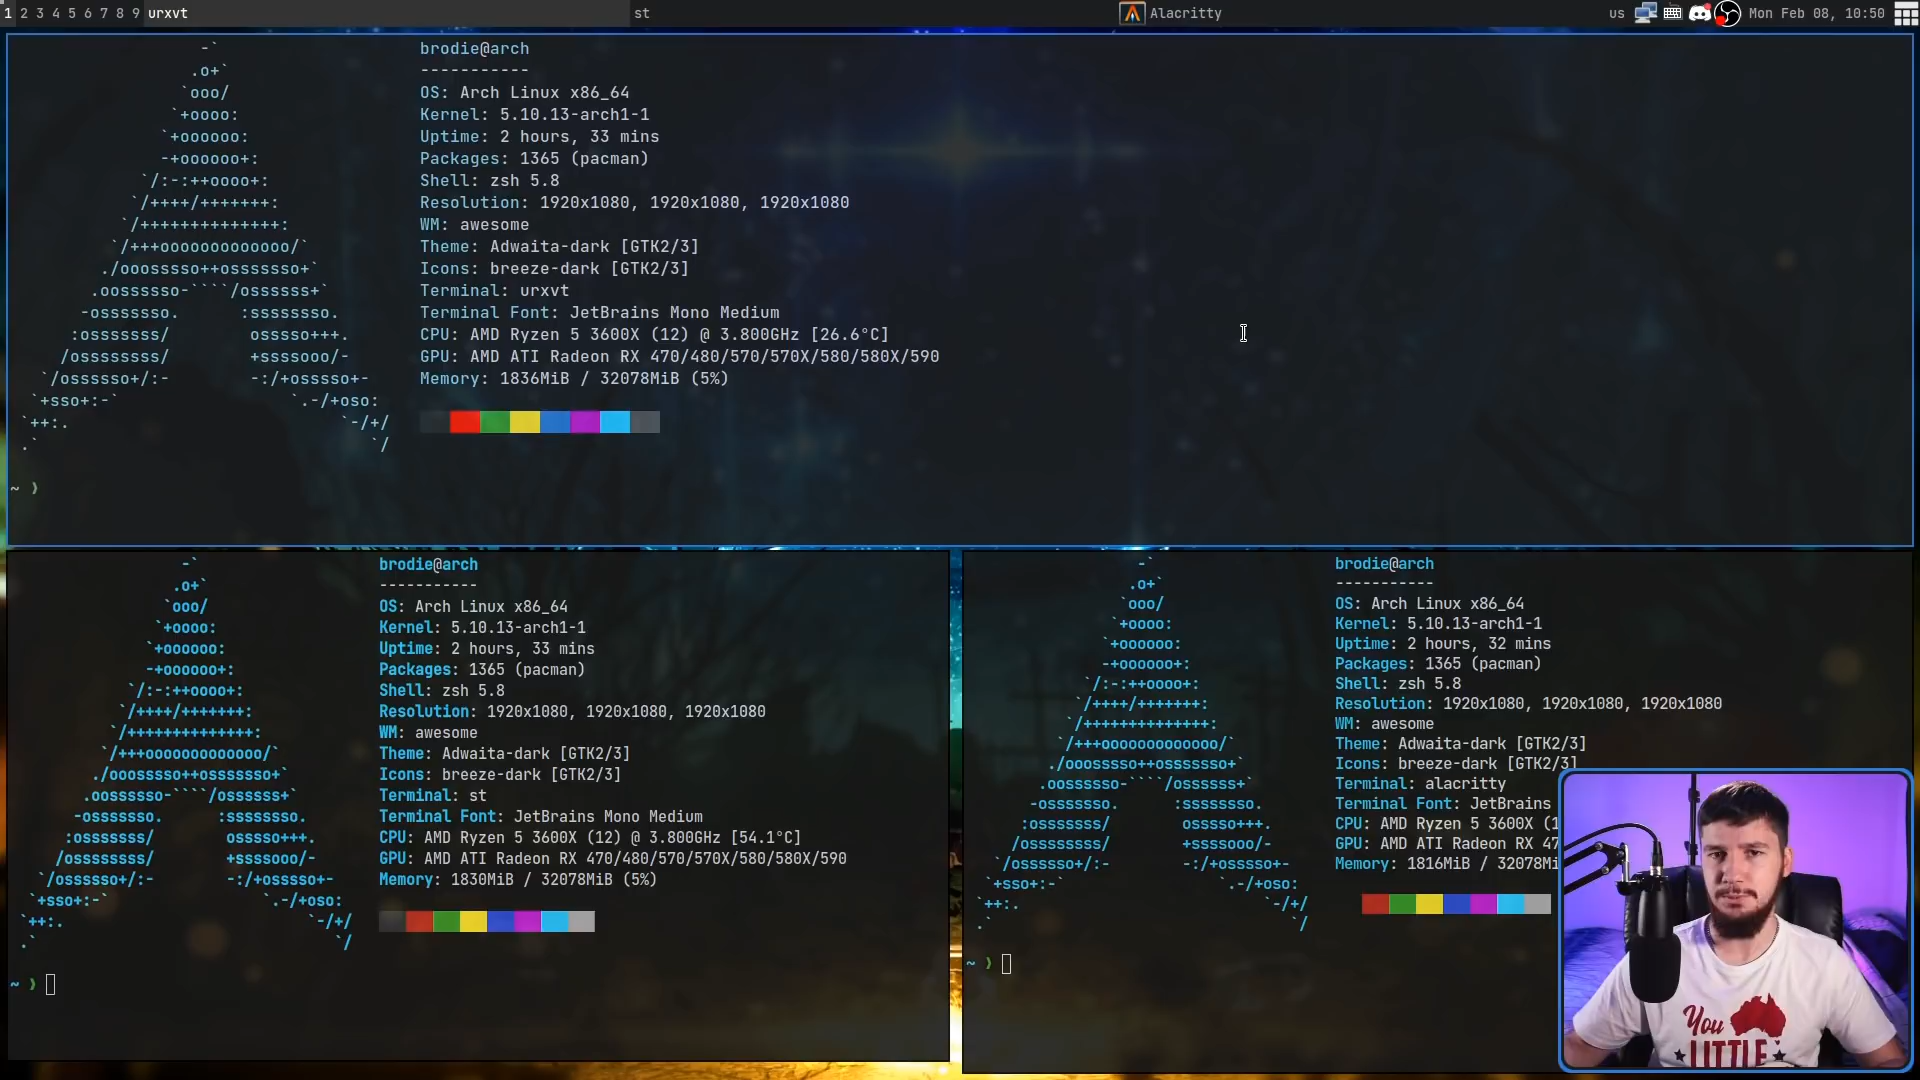 1 2 3 4 5 6 7 8 9 urxvt st Alacritty us Mon Feb 08, 10:50
brodie@arch
-----------
OS: Arch Linux x86_64
Kernel: 5.10.13-arch1-1
Uptime: 2 hours, 33 mins
Packages: 1365 (pacman)
Shell: zsh 5.8
Resolution: 1920x1080, 1920x1080, 1920x1080
WM: awesome
Theme: Adwaita-dark [GTK2/3]
Icons: breeze-dark [GTK2/3]
Terminal: urxvt
Terminal Font: JetBrains Mono Medium
CPU: AMD Ryzen 5 3600X (12) @ 3.800GHz [26.6°C]
GPU: AMD ATI Radeon RX 470/480/570/570X/580/580X/590
Memory: 1836MiB / 32078MiB (5%)
~ ❯
brodie@arch
-----------
OS: Arch Linux x86_64
Kernel: 5.10.13-arch1-1
Uptime: 2 hours, 33 mins
Packages: 1365 (pacman)
Shell: zsh 5.8
Resolution: 1920x1080, 1920x1080, 1920x1080
WM: awesome
Theme: Adwaita-dark [GTK2/3]
Icons: breeze-dark [GTK2/3]
Terminal: st
Terminal Font: JetBrains Mono Medium
CPU: AMD Ryzen 5 3600X (12) @ 3.800GHz [54.1°C]
GPU: AMD ATI Radeon RX 470/480/570/570X/580/580X/590
Memory: 1830MiB / 32078MiB (5%)
~ ❯
brodie@arch
-----------
OS: Arch Linux x86_64
Kernel: 5.10.13-arch1-1
Uptime: 2 hours, 32 mins
Packages: 1365 (pacman)
Shell: zsh 5.8
Resolution: 1920x1080, 1920x1080, 1920x1080
WM: awesome
Theme: Adwaita-dark [GTK2/3]
Icons: breeze-dark [GTK2/3]
Terminal: alacritty
Terminal Font: JetBrains
CPU: AMD Ryzen 5 3600X (1
GPU: AMD ATI Radeon RX 47
Memory: 1816MiB / 32078Mi
~ ❯
You
LITTLE